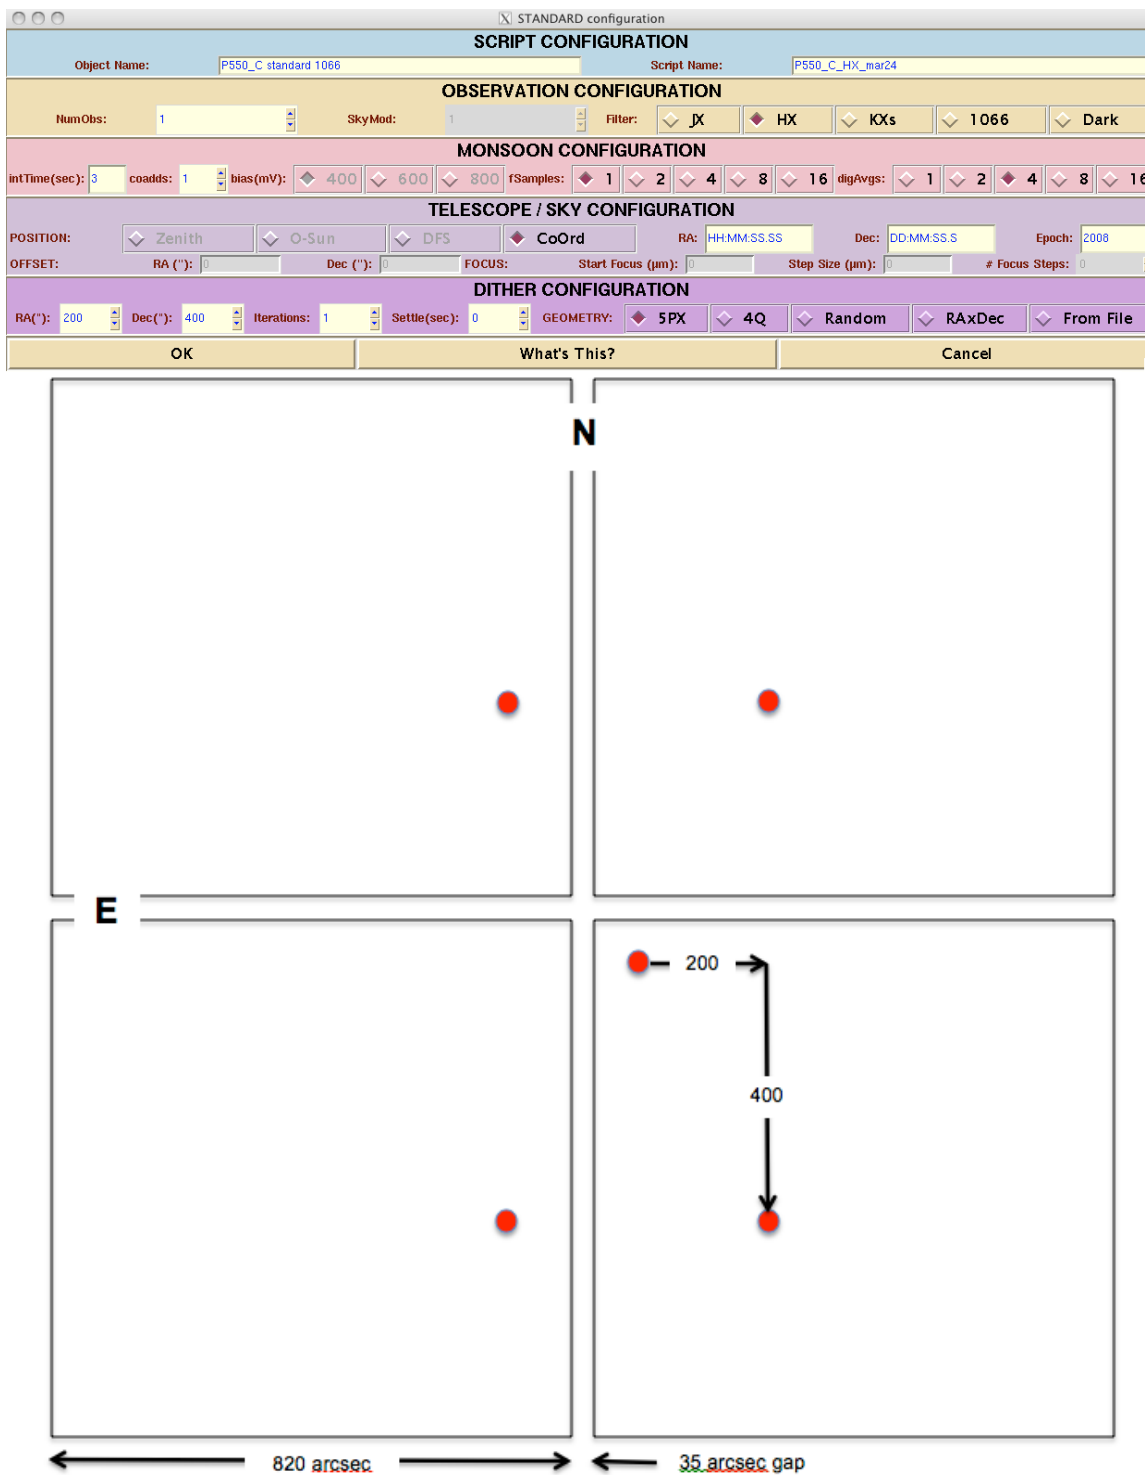 STANDARD configuration
SCRIPT CONFIGURATION
Object Name: P550_C standard 1066 Script Name: P550_C_HX_mar24
OBSERVATION CONFIGURATION
NumObs: 1 SkyMod: 1 Filter: JX HX KXs 1066 Dark
MONSOON CONFIGURATION
intTime(sec): 3 coadds: 1 bias(mV): 400 600 800 fSamples: 1 2 4 8 16 digAvgs: 1 2 4 8 16
TELESCOPE / SKY CONFIGURATION
POSITION: Zenith O-Sun DFS CoOrd RA: HH:MM:SS.SS Dec: DD:MM:SS.S Epoch: 2008
OFFSET: RA ("): 0 Dec ("): 0 FOCUS: Start Focus (µm): 0 Step Size (µm): 0 # Focus Steps: 0
DITHER CONFIGURATION
RA("): 200 Dec("): 400 Iterations: 1 Settle(sec): 0 GEOMETRY: 5PX 4Q Random RAxDec From File
OK What's This? Cancel
N
E
200
400
820 arcsec 35 arcsec gap